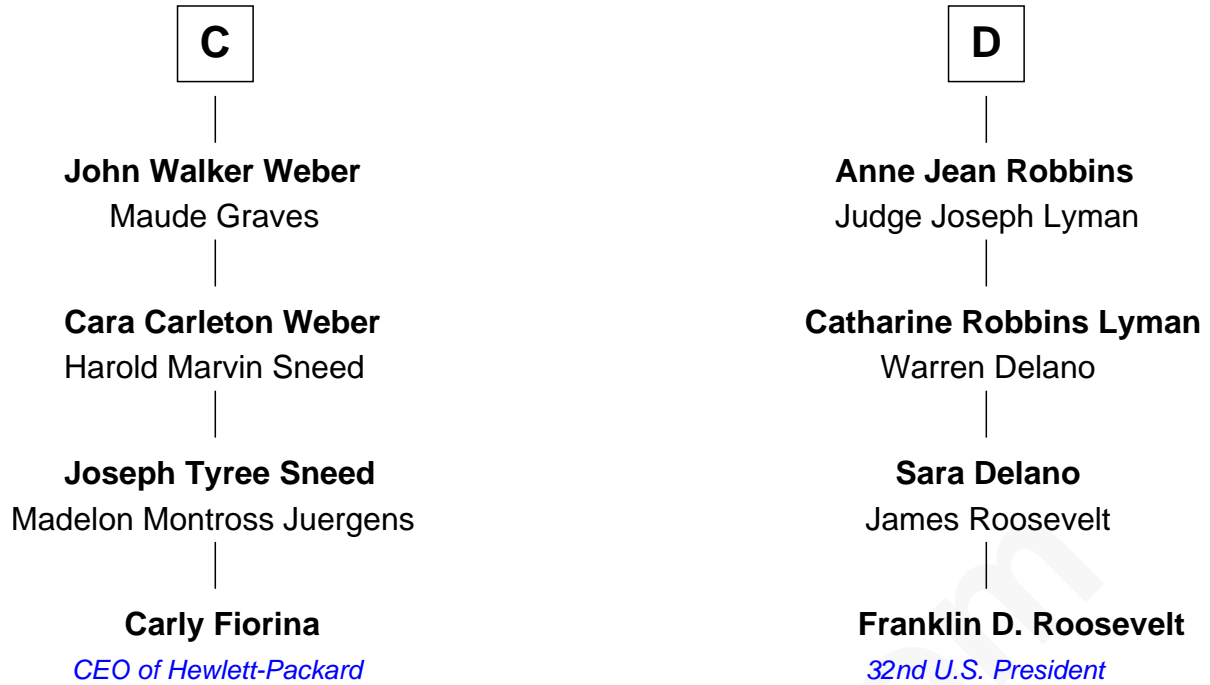 C
John Walker Weber
Maude Graves
Cara Carleton Weber
Harold Marvin Sneed
Joseph Tyree Sneed
Madelon Montross Juergens
Carly Fiorina
CEO of Hewlett-Packard
D
Anne Jean Robbins
Judge Joseph Lyman
Catharine Robbins Lyman
Warren Delano
Sara Delano
James Roosevelt
Franklin D. Roosevelt
32nd U.S. President